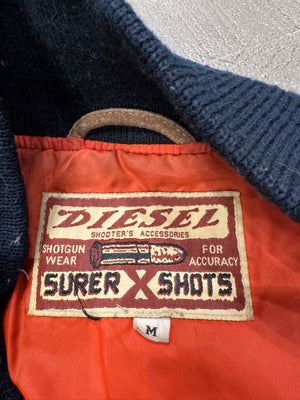 DIESEL
SHOOTER'S ACCESSORIES
SHOTGUN WEAR
FOR ACCURACY
SURER X SHOTS
M